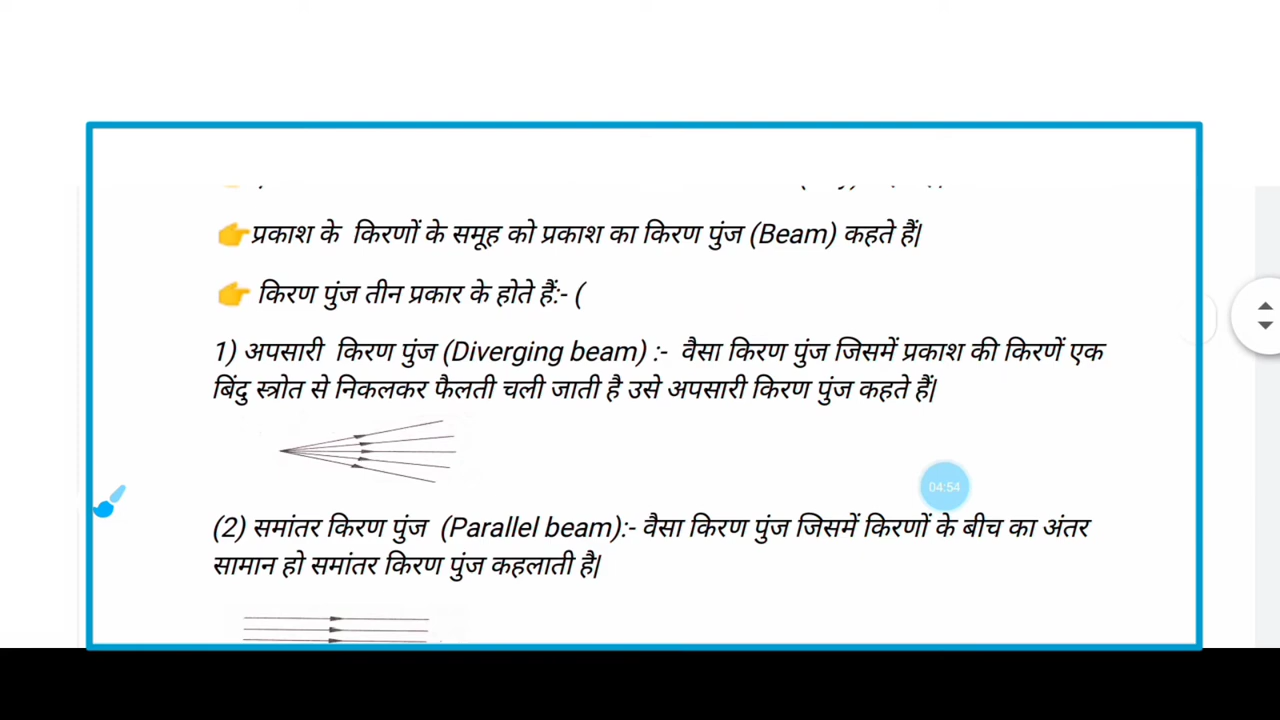 👉प्रकाश के किरणों के समूह को प्रकाश का किरण पुंज (Beam) कहते हैं|
👉 किरण पुंज तीन प्रकार के होते हैं:- (
1) अपसारी किरण पुंज (Diverging beam) :- वैसा किरण पुंज जिसमें प्रकाश की किरणें एक
बिंदु स्त्रोत से निकलकर फैलती चली जाती है उसे अपसारी किरण पुंज कहते हैं|
04:54
(2) समांतर किरण पुंज (Parallel beam):- वैसा किरण पुंज जिसमें किरणों के बीच का अंतर
सामान हो समांतर किरण पुंज कहलाती है|